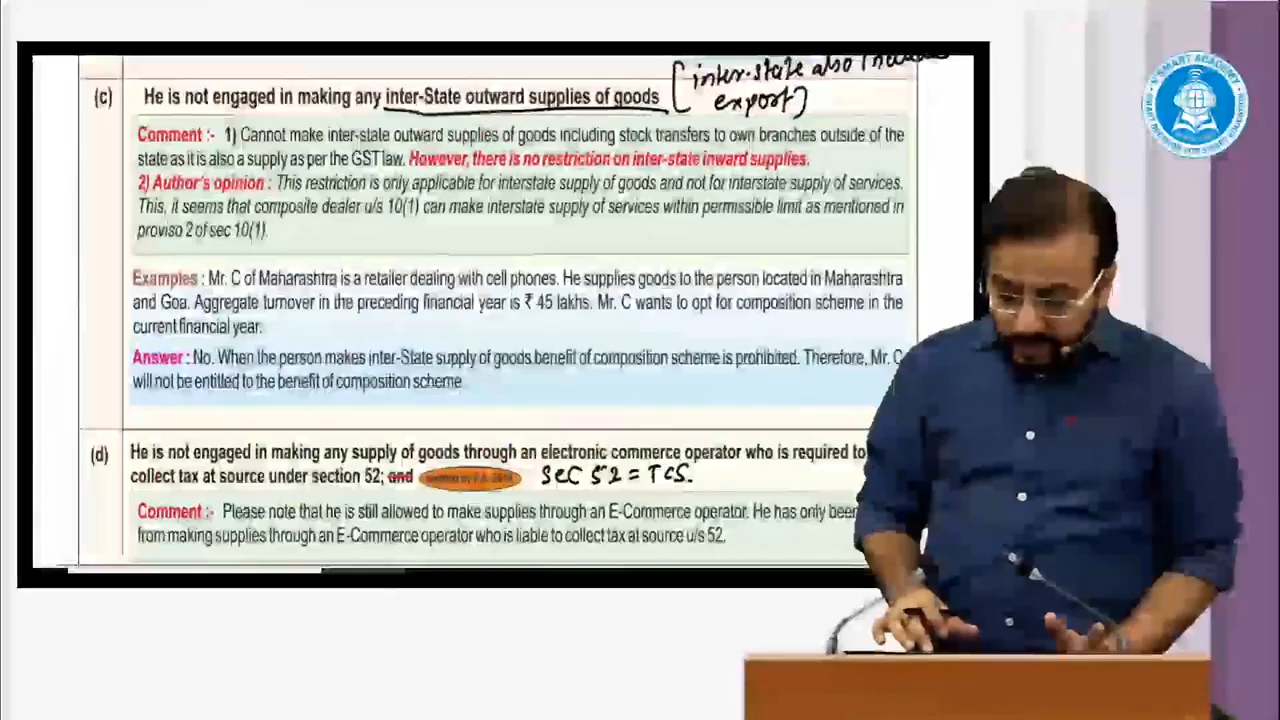 [inter-state also
(c) He is not engaged in making any inter-State outward supplies of goods
export]
Comment :- 1) Cannot make inter-state outward supplies of goods including stock transfers to own branches outside of the
state as it is also a supply as per the GST law. However, there is no restriction on inter-state inward supplies.
2) Author's opinion : This restriction is only applicable for interstate supply of goods and not for interstate supply of services.
This, it seems that composite dealer u/s 10(1) can make interstate supply of services within permissible limit as mentioned in
proviso 2 of sec 10(1).
Examples : Mr. C of Maharashtra is a retailer dealing with cell phones. He supplies goods to the person located in Maharashtra
and Goa. Aggregate turnover in the preceding financial year is ₹ 45 lakhs. Mr. C wants to opt for composition scheme in the
current financial year.
Answer : No. When the person makes inter-State supply of goods benefit of composition scheme is prohibited. Therefore, Mr. C
will not be entitled to the benefit of composition scheme
(d) He is not engaged in making any supply of goods through an electronic commerce operator who is required to
collect tax at source under section 52; and Sec 52 = TCS.
Comment :- Please note that he is still allowed to make supplies through an E-Commerce operator. He has only been
from making supplies through an E-Commerce operator who is liable to collect tax at source u/s 52.
V'SMART ACADEMY